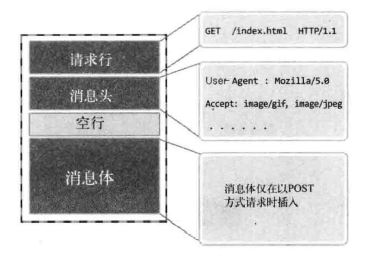 请求行
GET /index.html HTTP/1.1
消息头
User-Agent : Mozilla/5.0
Accept: image/gif, image/jpeg
. . . . . .
空行
消息体
消息体仅在以POST
方式请求时插入